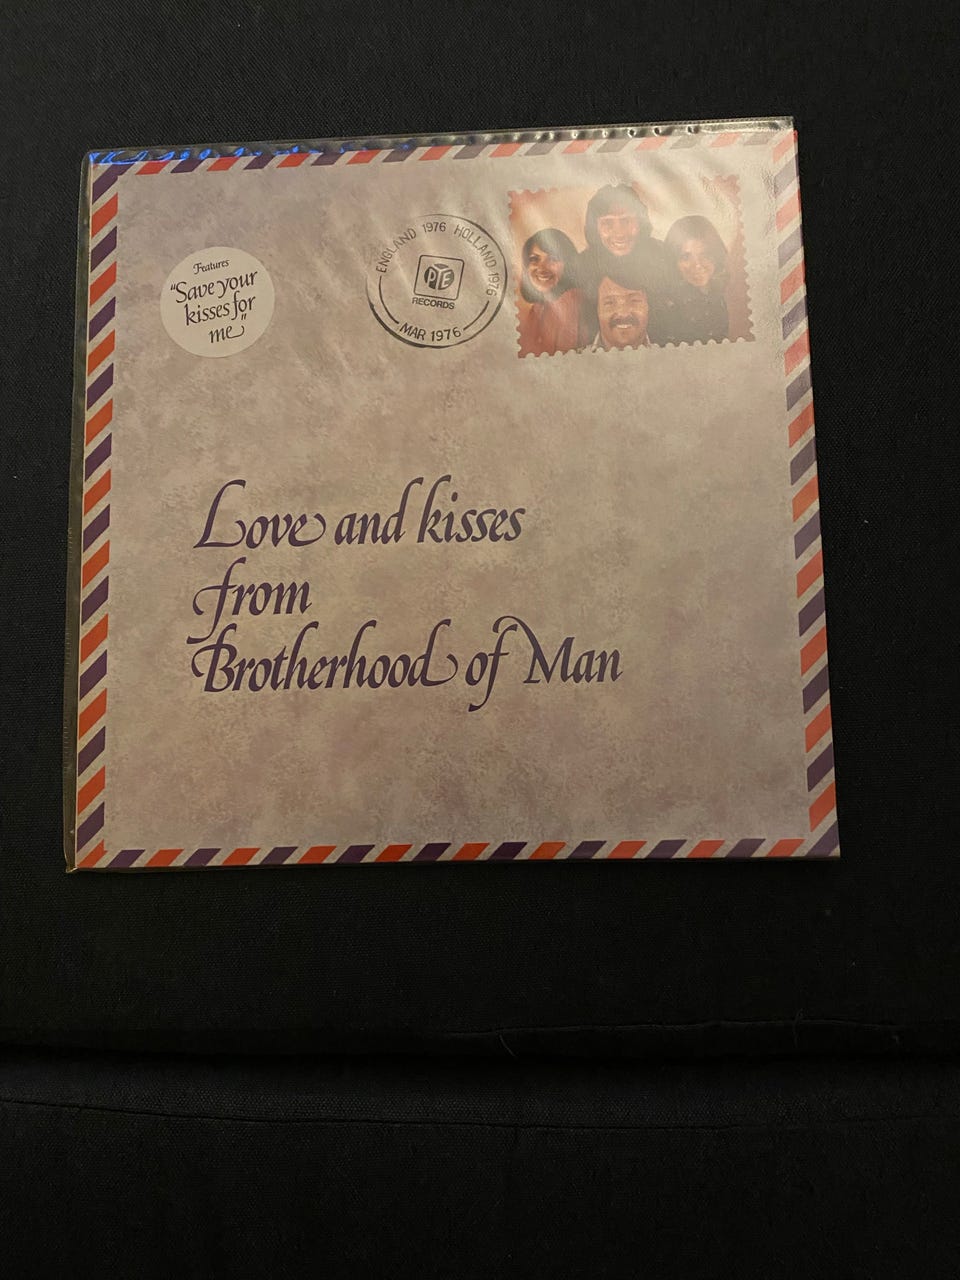 Features
"Save your
kisses for
me"
ENGLAND 1976 HOLLAND 1976
PYE
RECORDS
MAR 1976
Love and kisses
from
Brotherhood of Man